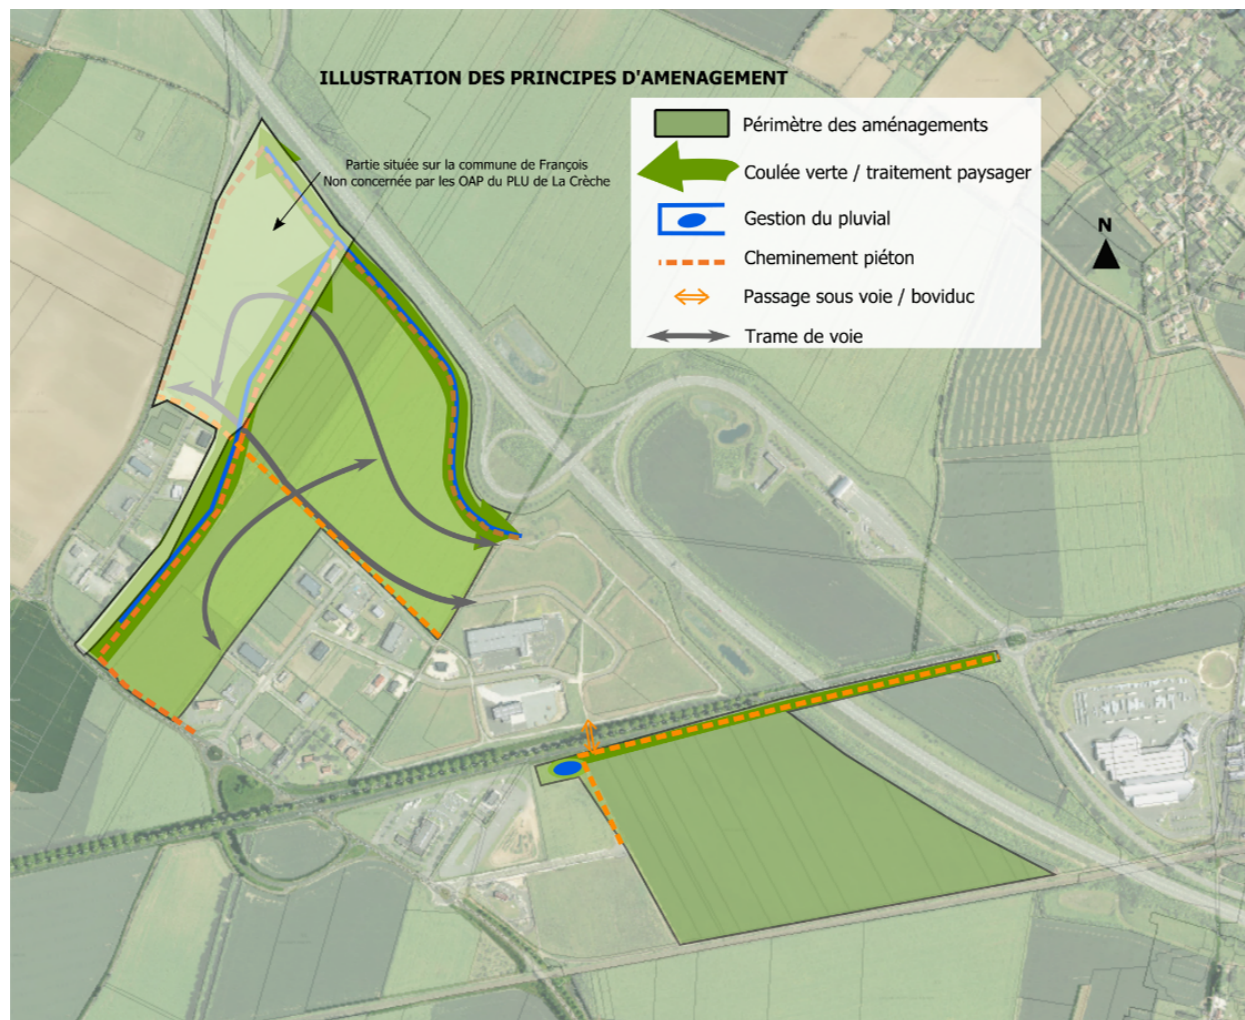 ILLUSTRATION DES PRINCIPES D'AMENAGEMENT
Périmètre des aménagements
Partie située sur la commune de François
Non concernée par les OAP du PLU de La Crèche
Coulée verte / traitement paysager
Gestion du pluvial
N
Cheminement piéton
Passage sous voie / boviduc
Trame de voie